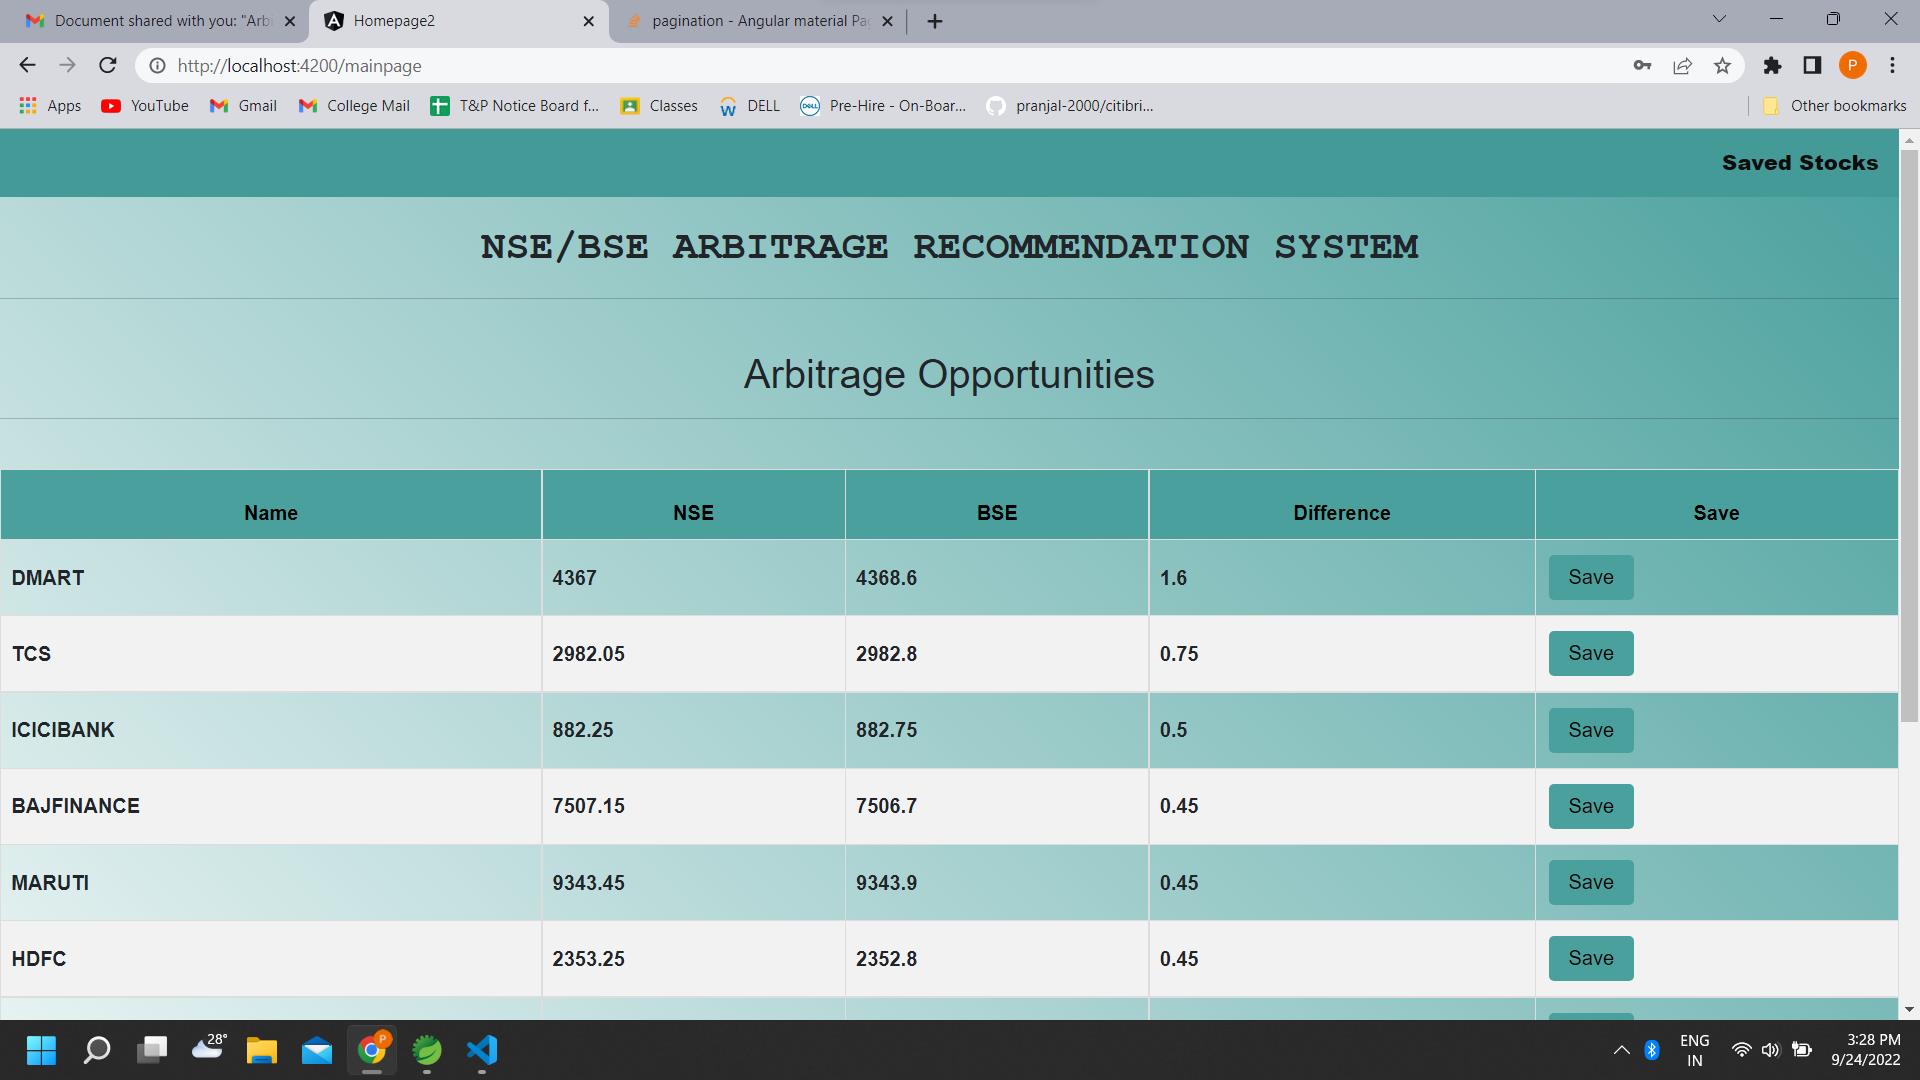 Document shared with you: "Arbi
Homepage2
pagination - Angular material Pa
http://localhost:4200/mainpage
P
Apps
YouTube
Gmail
College Mail
T&P Notice Board f...
Classes
DELL
Pre-Hire - On-Boar...
pranjal-2000/citibri...
Other bookmarks
Saved Stocks
NSE/BSE ARBITRAGE RECOMMENDATION SYSTEM
Arbitrage Opportunities
Name NSE BSE Difference Save
DMART 4367 4368.6 1.6 Save
TCS 2982.05 2982.8 0.75 Save
ICICIBANK 882.25 882.75 0.5 Save
BAJFINANCE 7507.15 7506.7 0.45 Save
MARUTI 9343.45 9343.9 0.45 Save
HDFC 2353.25 2352.8 0.45 Save
28°
P
ENG
IN
3:28 PM
9/24/2022